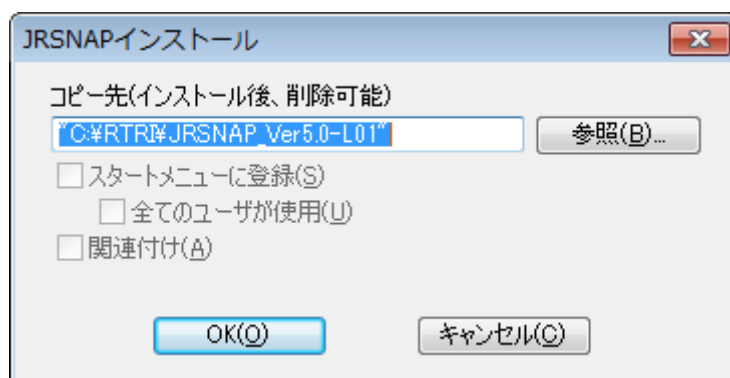 JRSNAPインストール
コピー先(インストール後、削除可能)
"C:¥RTRI¥JRSNAP_Ver5.0-L01"
参照(B)...
スタートメニューに登録(S)
全てのユーザが使用(U)
関連付け(A)
OK(O)
キャンセル(C)